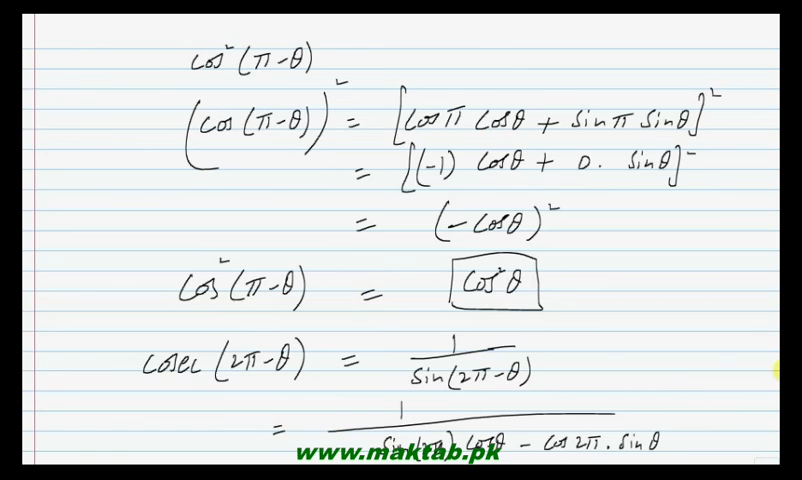 cos²(π-θ)
(cos(π-θ))² = [cosπ cosθ + sinπ sinθ]²
= [(-1) cosθ + 0. sinθ]²
= (-cosθ)²
cos²(π-θ) = cos²θ
cosec(2π-θ) = 1/sin(2π-θ)
= 1/sin(2π) cosθ - cos2π. sinθ
www.maktab.pk